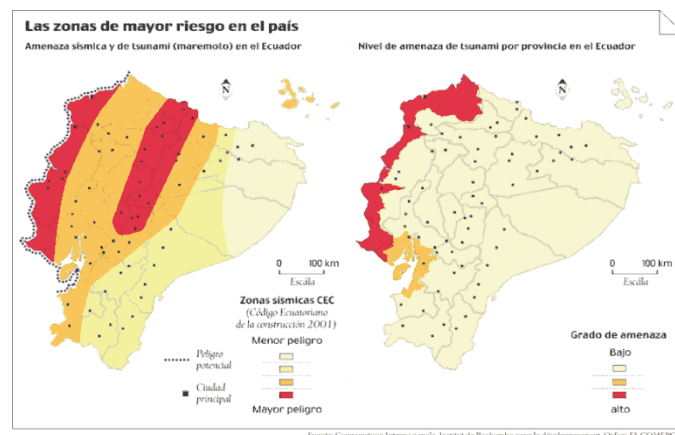 Las zonas de mayor riesgo en el país
Amenaza sísmica y de tsunami (maremoto) en el Ecuador
N
0 100 km
Escála
Zonas sísmicas CEC
(Código Ecuatoriano
de la construcción 2001)
Menor peligro
Mayor peligro
Peligro
potencial
Ciudad
principal
Nivel de amenaza de tsunami por provincia en el Ecuador
N
0 100 km
Escála
Grado de amenaza
Bajo
alto